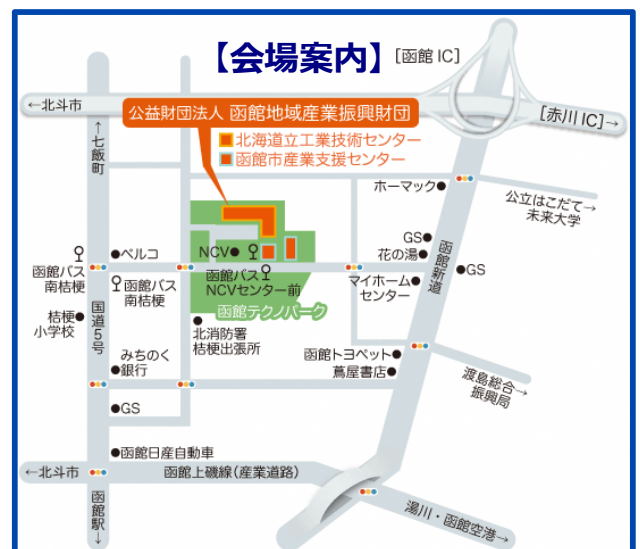 【会場案内】
[函館IC]
←北斗市
[赤川IC]→
公益財団法人 函館地域産業振興財団
北海道立工業技術センター
函館市産業支援センター
←七飯町
ホーマック
公立はこだて→
未来大学
GS
花の湯
函館新道
GS
ベルコ
NCV
函館バス
南桔梗
函館バス
南桔梗
函館バス
NCVセンター前
マイホーム
センター
函館テクノパーク
国道5号
桔梗
小学校
北消防署
桔梗出張所
みちのく
銀行
函館トヨペット
蔦屋書店
渡島総合→
振興局
GS
函館日産自動車
←北斗市
函館上磯線(産業道路)
函館駅→
湯川・函館空港→